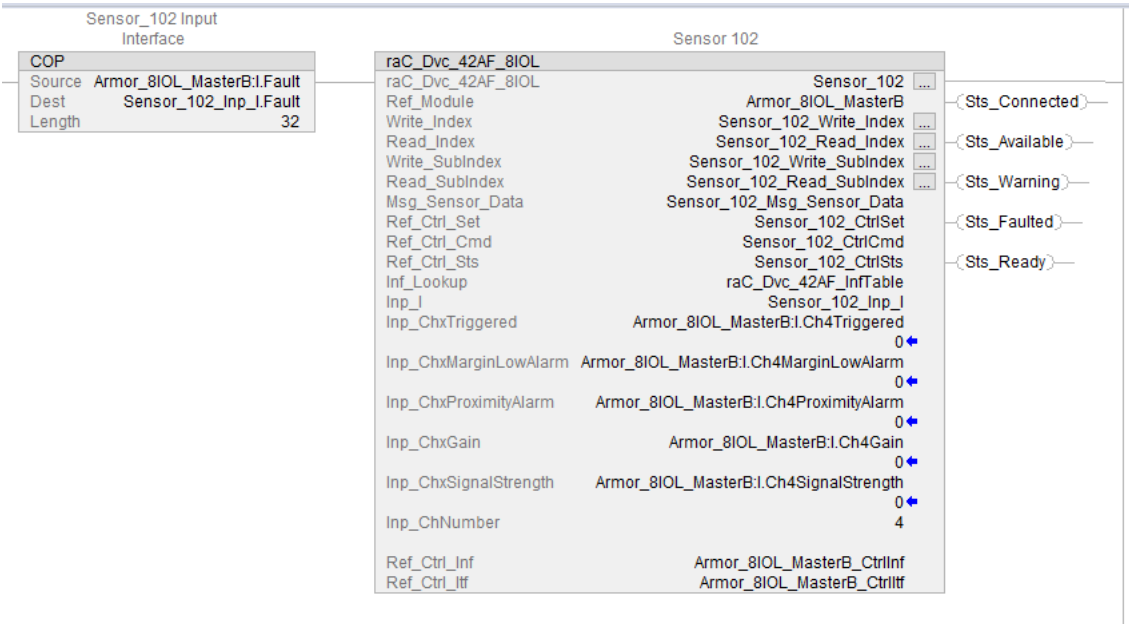 Sensor_102 Input
Interface
COP
Source Armor_8IOL_MasterB:I.Fault
Dest Sensor_102_Inp_I.Fault
Length 32
Sensor 102
raC_Dvc_42AF_8IOL
raC_Dvc_42AF_8IOL Sensor_102 ...
Ref_Module Armor_8IOL_MasterB
Write_Index Sensor_102_Write_Index ...
Read_Index Sensor_102_Read_Index ...
Write_SubIndex Sensor_102_Write_SubIndex ...
Read_SubIndex Sensor_102_Read_SubIndex ...
Msg_Sensor_Data Sensor_102_Msg_Sensor_Data
Ref_Ctrl_Set Sensor_102_CtrlSet
Ref_Ctrl_Cmd Sensor_102_CtrlCmd
Ref_Ctrl_Sts Sensor_102_CtrlSts
Inf_Lookup raC_Dvc_42AF_InfTable
Inp_I Sensor_102_Inp_I
Inp_ChxTriggered Armor_8IOL_MasterB:I.Ch4Triggered
0
Inp_ChxMarginLowAlarm Armor_8IOL_MasterB:I.Ch4MarginLowAlarm
0
Inp_ChxProximityAlarm Armor_8IOL_MasterB:I.Ch4ProximityAlarm
0
Inp_ChxGain Armor_8IOL_MasterB:I.Ch4Gain
0
Inp_ChxSignalStrength Armor_8IOL_MasterB:I.Ch4SignalStrength
0
Inp_ChNumber 4
Ref_Ctrl_Inf Armor_8IOL_MasterB_CtrlInf
Ref_Ctrl_Itf Armor_8IOL_MasterB_CtrlItf
Sts_Connected
Sts_Available
Sts_Warning
Sts_Faulted
Sts_Ready